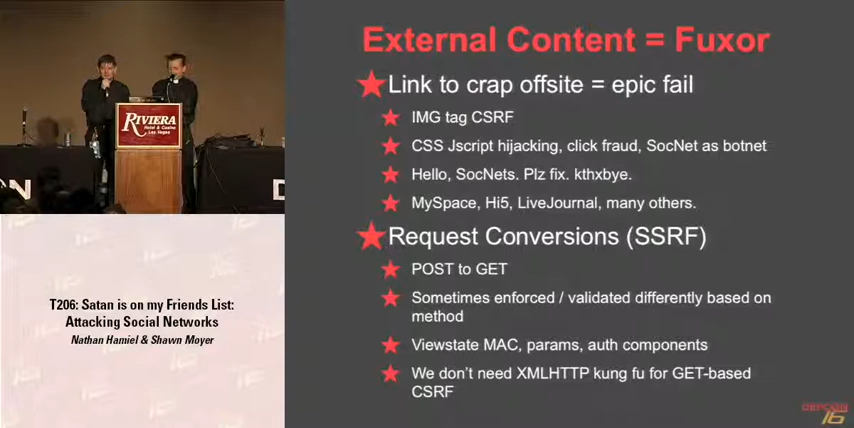 RIVIERA
Hotel & Casino
Las Vegas
T206: Satan is on my Friends List:
Attacking Social Networks
Nathan Hamiel & Shawn Moyer
External Content = Fuxor
Link to crap offsite = epic fail
IMG tag CSRF
CSS Jscript hijacking, click fraud, SocNet as botnet
Hello, SocNets. Plz fix. kthxbye.
MySpace, Hi5, LiveJournal, many others.
Request Conversions (SSRF)
POST to GET
Sometimes enforced / validated differently based on
method
Viewstate MAC, params, auth components
We don't need XMLHTTP kung fu for GET-based
CSRF
DEFCON
16